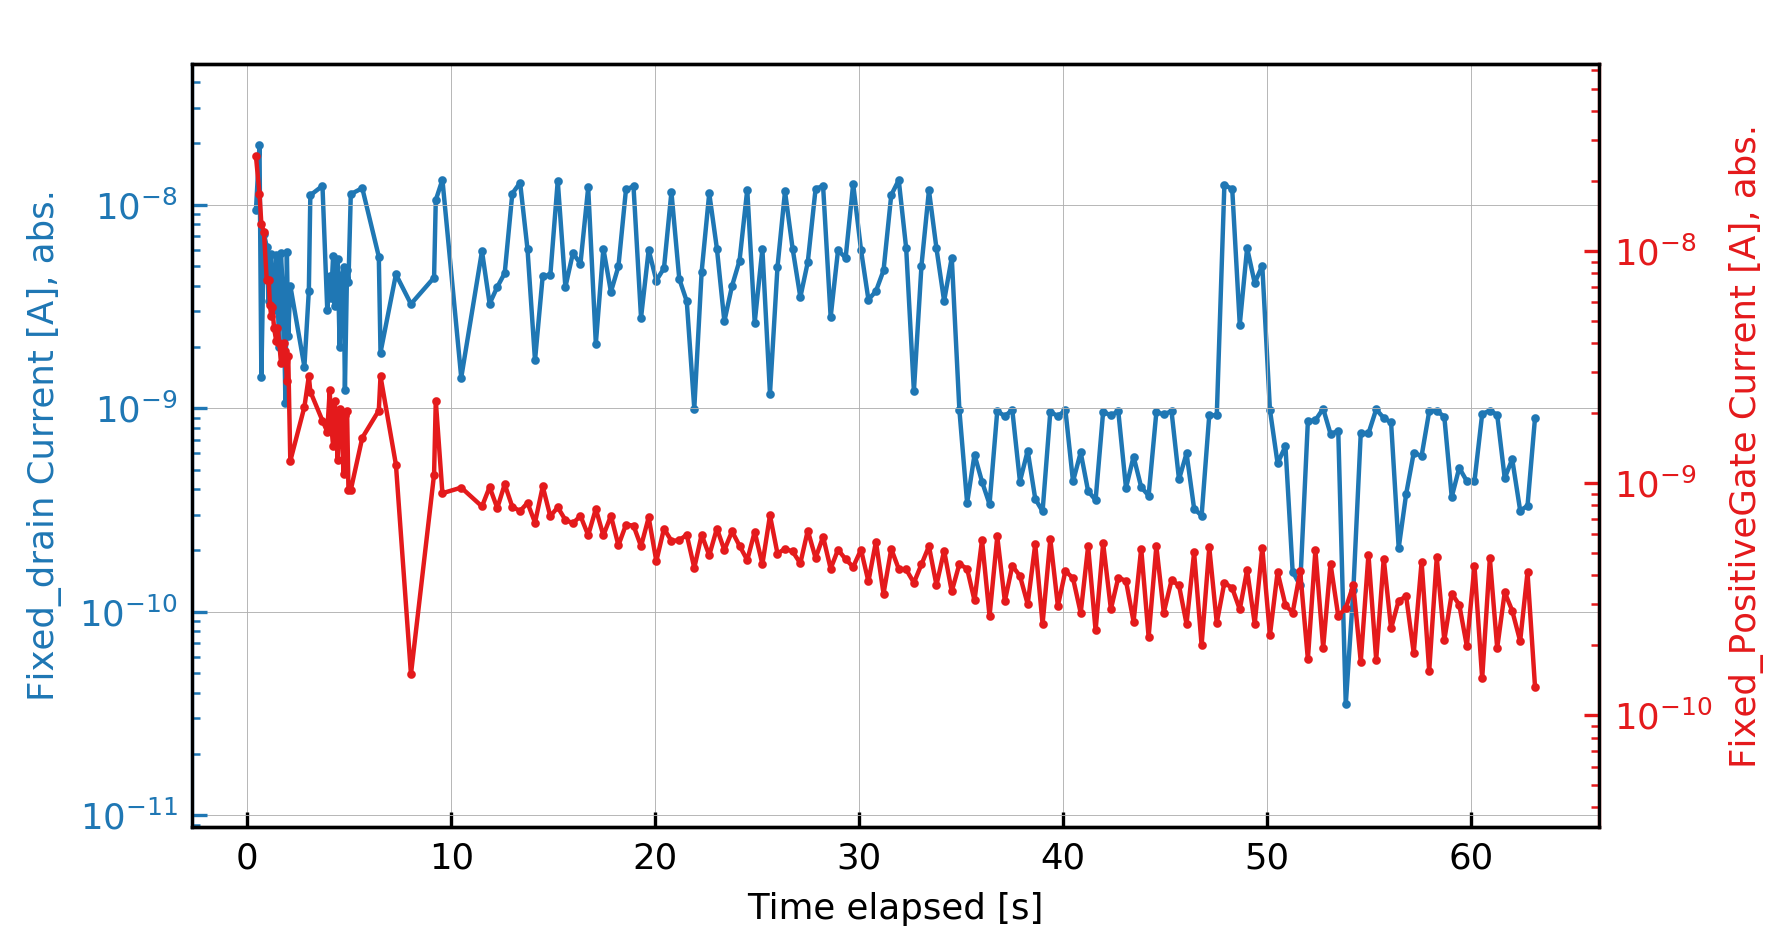 Fixed_drain Current [A], abs.
10⁻⁸
10⁻⁹
10⁻¹⁰
10⁻¹¹
0 10 20 30 40 50 60
Time elapsed [s]
10⁻⁸
10⁻⁹
10⁻¹⁰
Fixed_PositiveGate Current [A], abs.